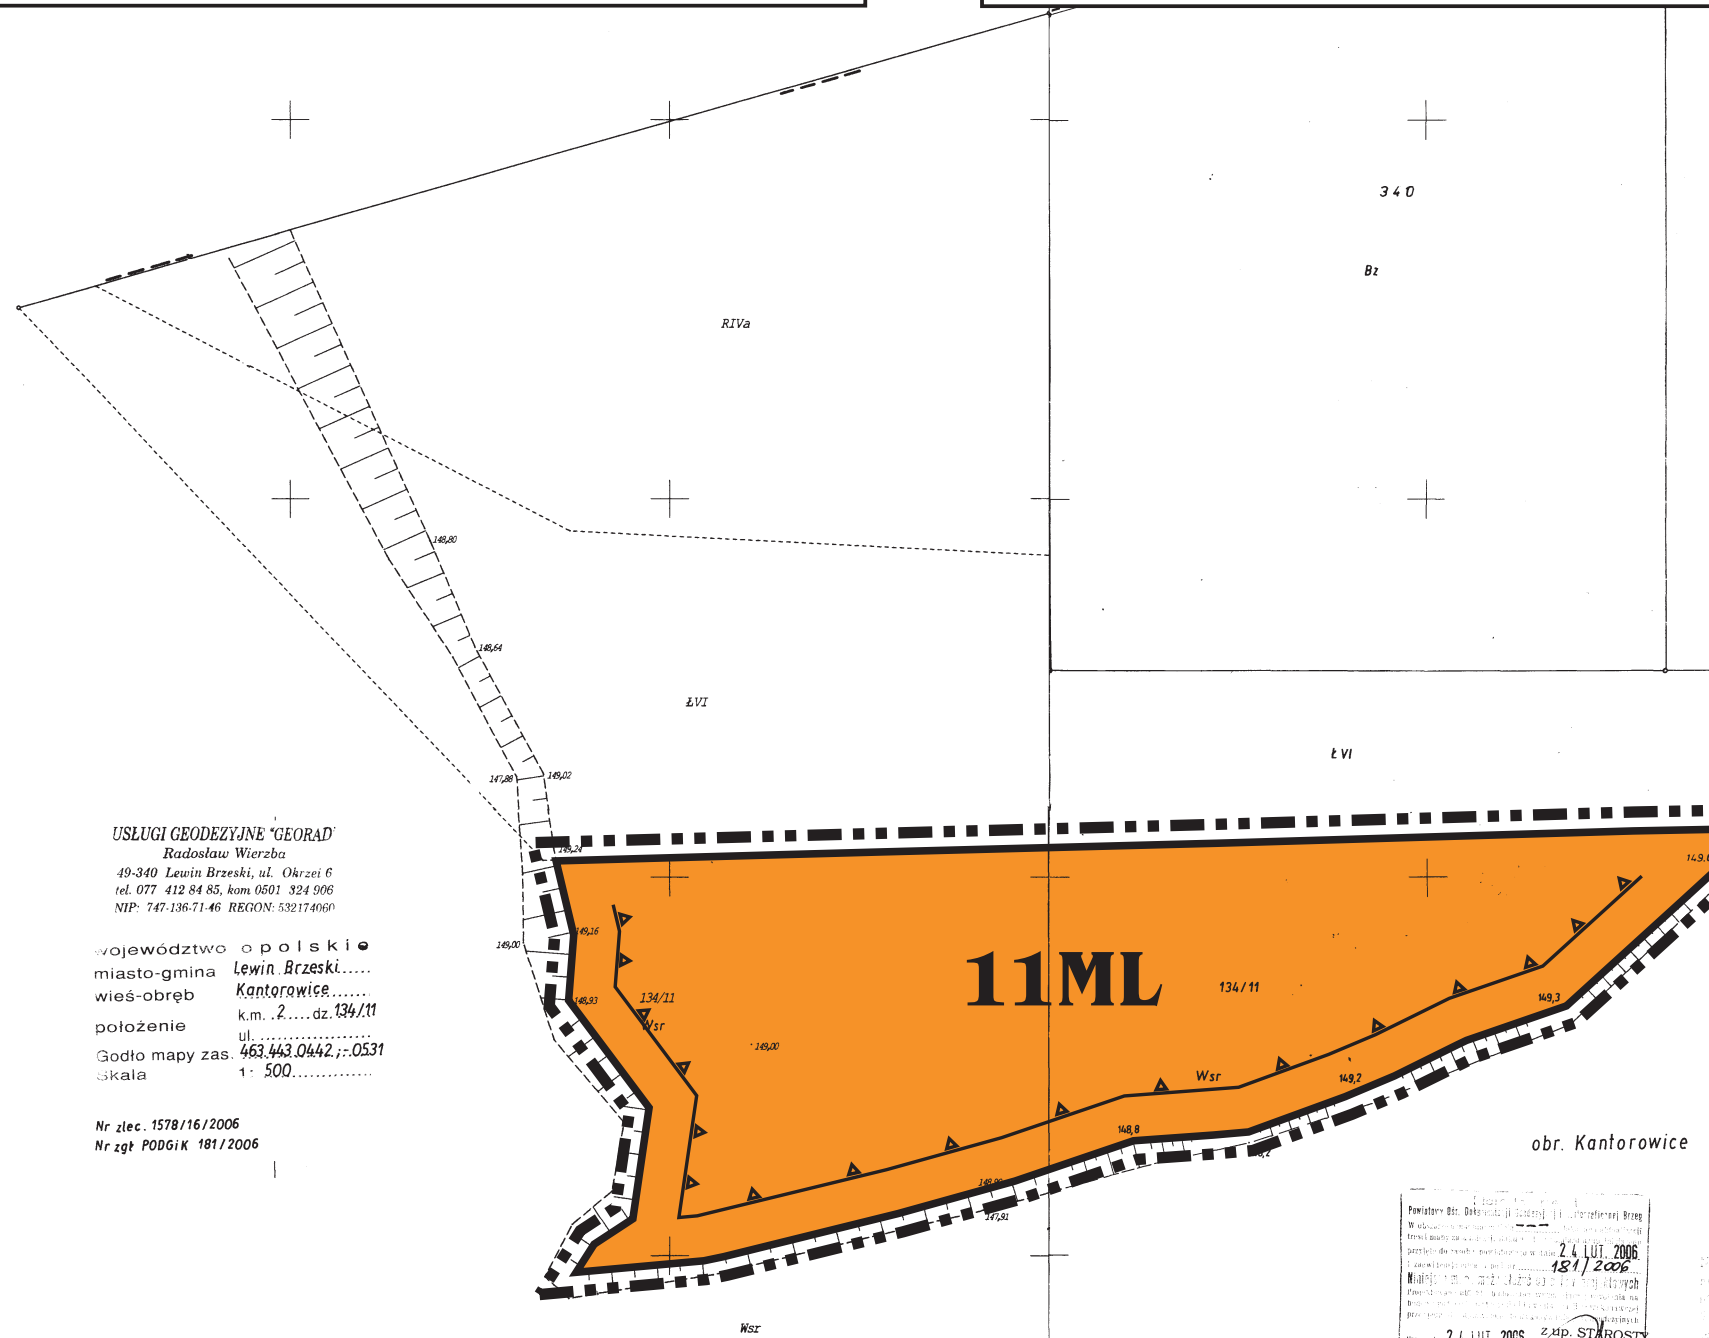 340
Bz
RIVa
148,80
148,64
ŁVI
ŁVI
147,88
149,02
USŁUGI GEODEZYJNE "GEORAD"
Radosław Wierzba
49-340 Lewin Brzeski, ul. Okrzei 6
tel. 077 412 84 85, kom 0501 324 906
NIP: 747-136-71-46 REGON: 532174060
149,24
149,16
149,00
148,93
województwo opolskie
miasto-gmina Lewin Brzeski
wieś-obręb Kantorowice
położenie k.m. 2 dz. 134/11
ul.
Godło mapy zas. 463.443.0442 ;-0531
Skala 1: 500
Nr zlec. 1578/16/2006
Nr zgł PODGiK 181/2006
11ML
134/11
134/11
Wsr
149,00
149,3
Wsr
149,2
148,8
147,91
obr. Kantorowice
24 LUT. 2006
181/2006
24 LUT. 2006
z up. STAROSTY
Wsr